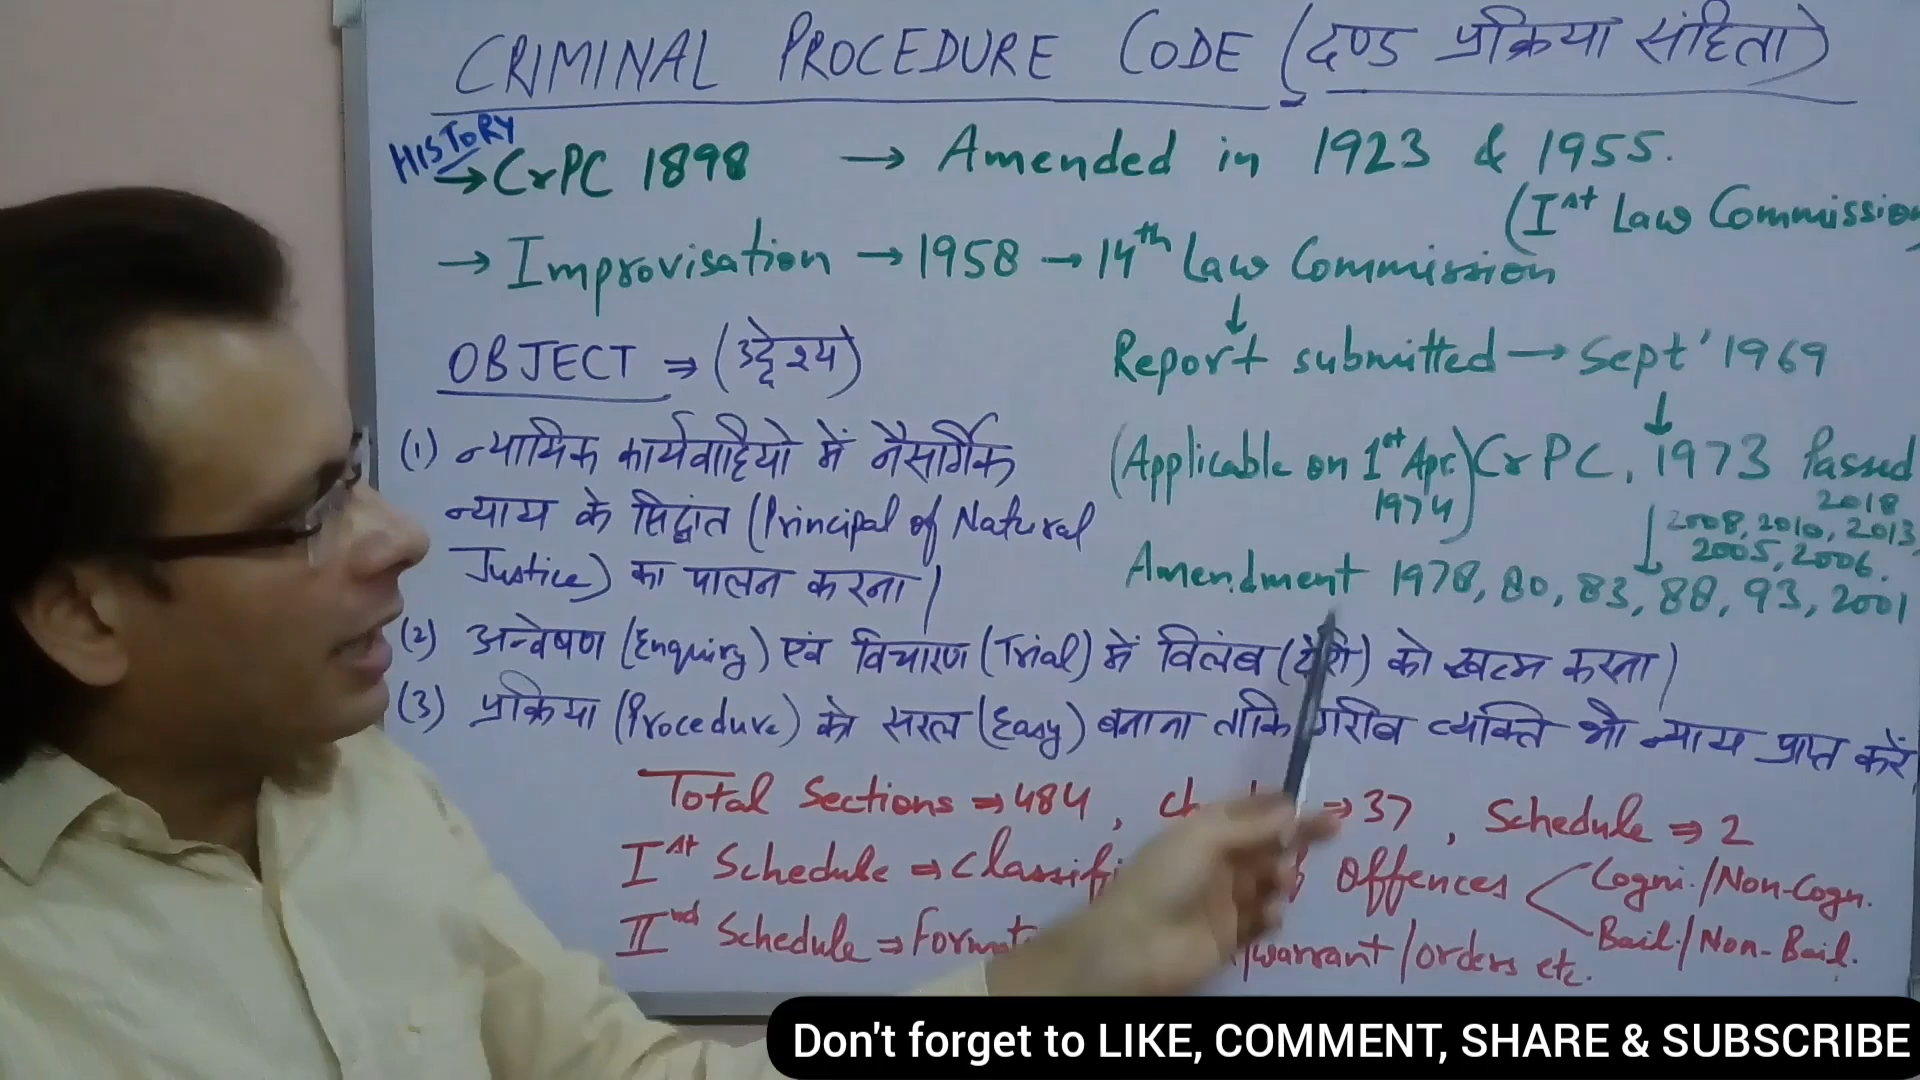 CRIMINAL PROCEDURE CODE (दण्ड प्रक्रिया संहिता)
HISTORY
→ CrPC 1898 → Amended in 1923 & 1955.
(Ist Law Commission
→ Improvisation → 1958 → 14th Law Commission
↓
Report submitted → Sept' 1969
↓
(Applicable on 1st Apr. 1974) CrPC, 1973 Passed
2018
2008, 2010, 2013,
2005, 2006.
Amendment 1978, 80, 83, 88, 93, 2001
OBJECT ⇒ (उद्देश्य)
(1) न्यायिक कार्यवाहियो में नैसर्गिक
न्याय के सिद्धांत (Principal of Natural
Justice) का पालन करना।
(2) अन्वेषण (Enquiry) एवं विचारण (Trial) में विलंब को खत्म करना।
(3) प्रक्रिया (Procedure) को सरल (Easy) बनाना ताकि गरीब व्यक्ति भी न्याय प्राप्त करें
Total Sections ⇒ 484, ⇒ 37, Schedule ⇒ 2
Ist Schedule ⇒ Offences < Cogni./Non-Cogn.
Bail./Non-Bail.
IInd Schedule ⇒ /warrant/orders etc.
Don't forget to LIKE, COMMENT, SHARE & SUBSCRIBE